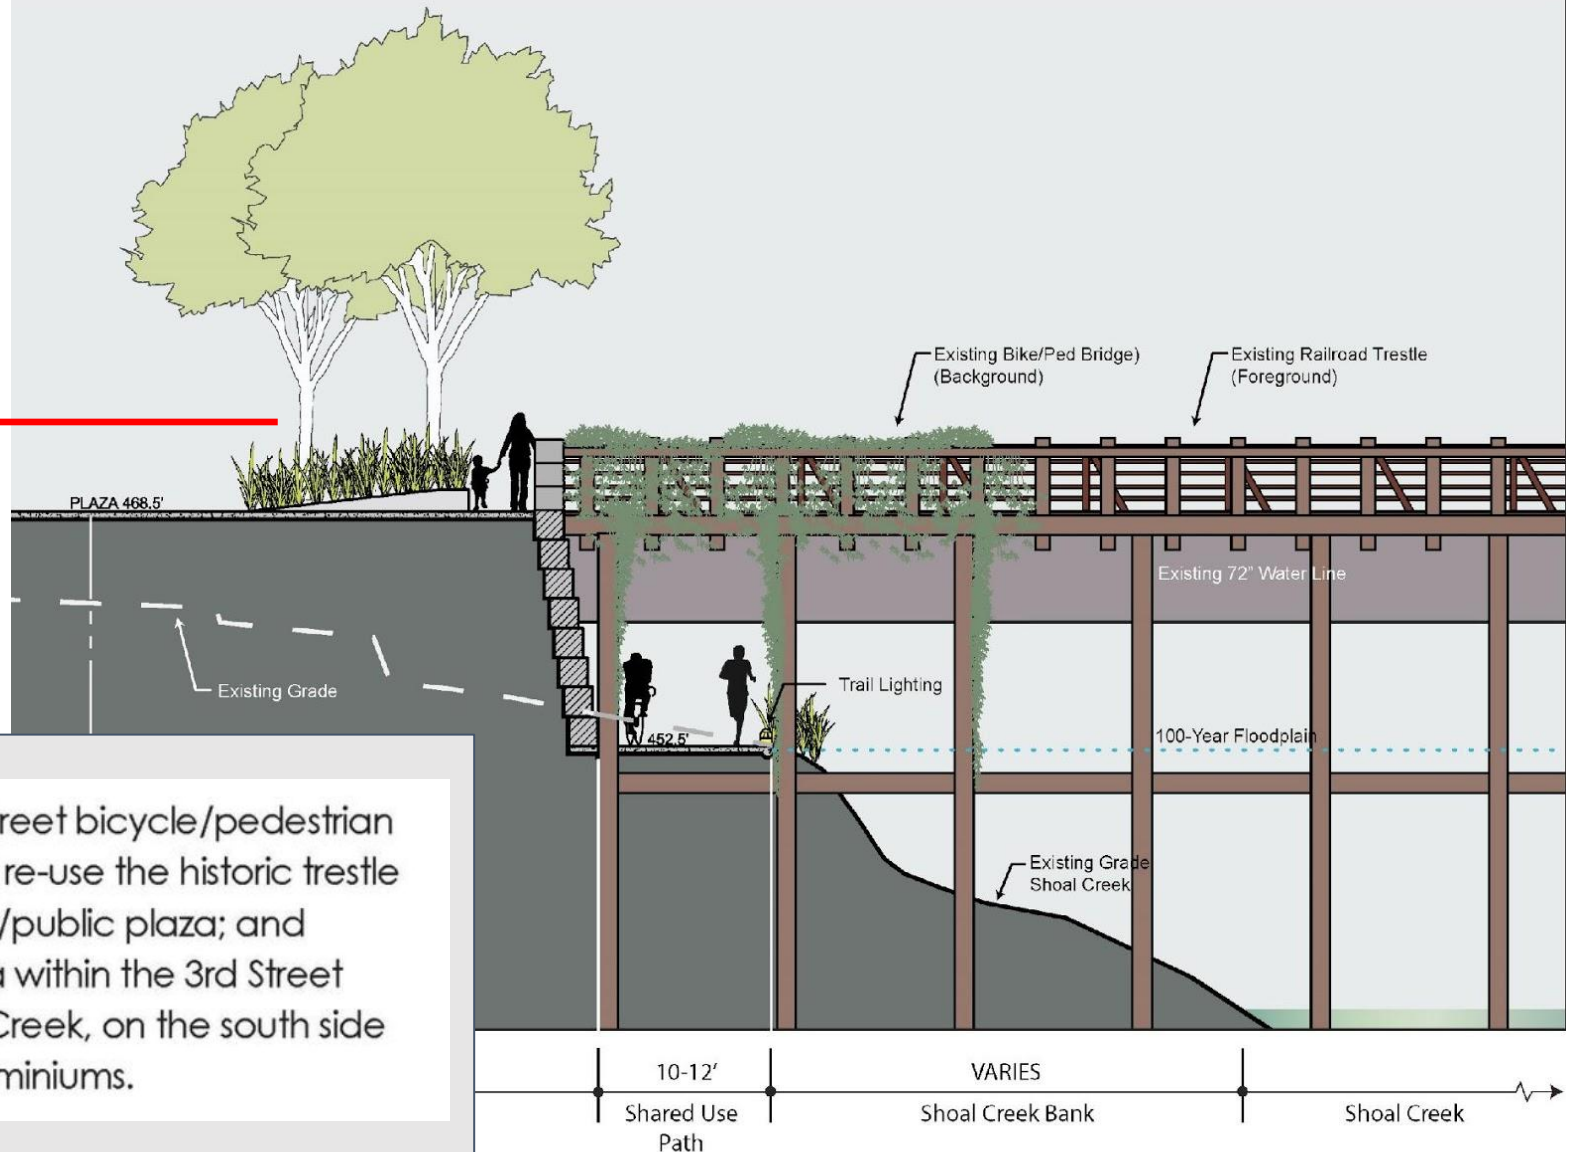 Existing Bike/Ped Bridge)
(Background)
Existing Railroad Trestle
(Foreground)
PLAZA 468.5'
Existing 72" Water Line
Existing Grade
Trail Lighting
452.5'
100-Year Floodplain
Existing Grade
Shoal Creek
reet bicycle/pedestrian
re-use the historic trestle
/public plaza; and
within the 3rd Street
Creek, on the south side
miniums.
10-12'
Shared Use
Path
VARIES
Shoal Creek Bank
Shoal Creek